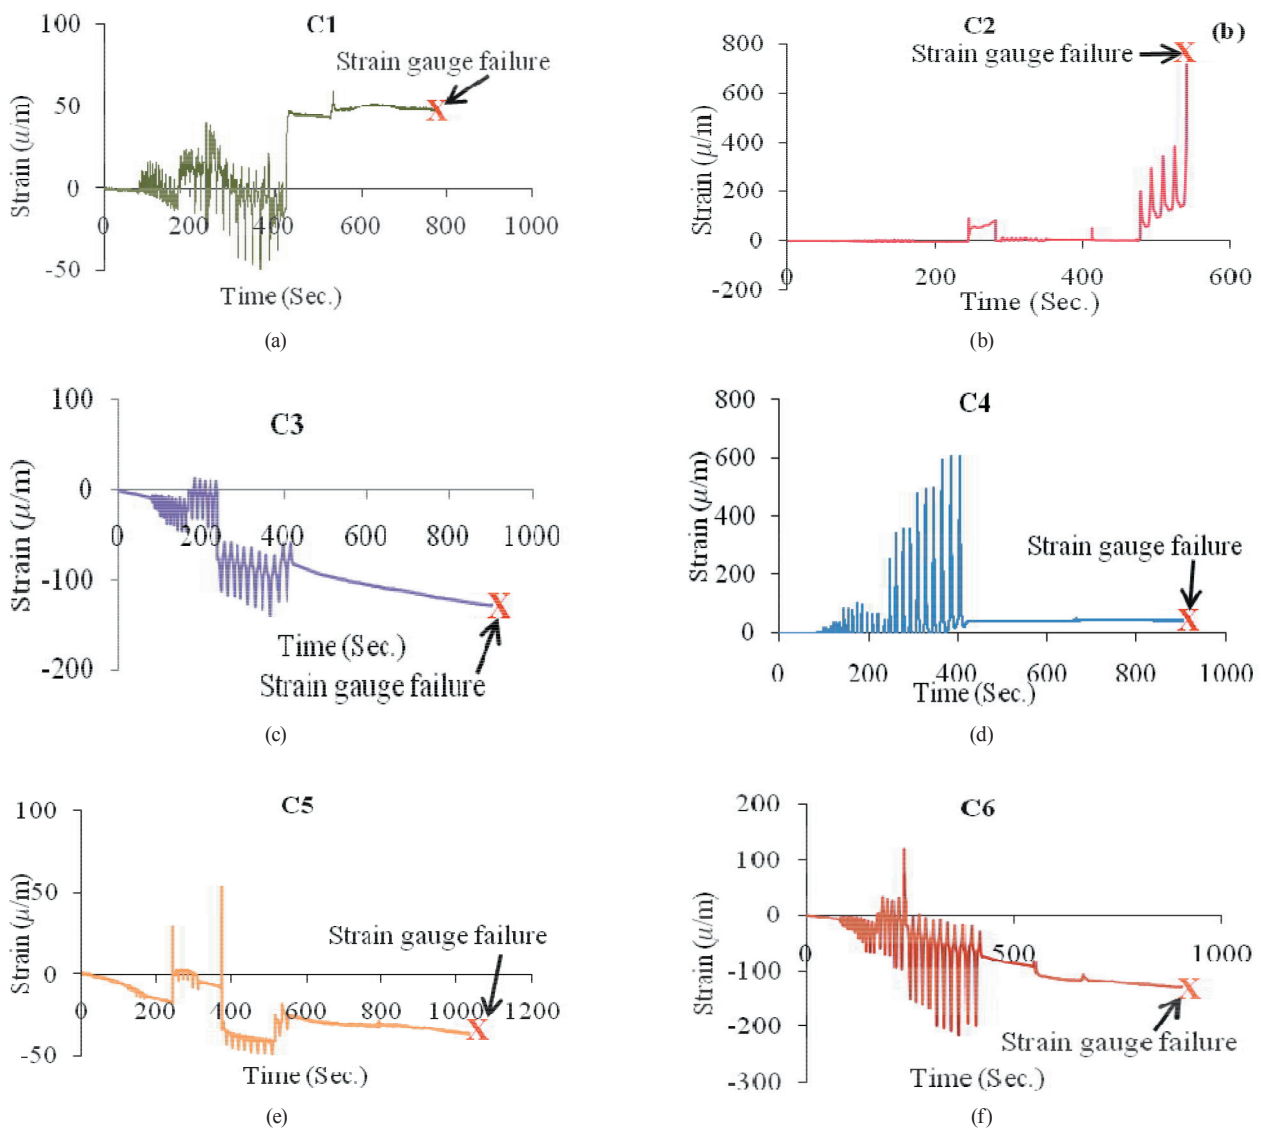 C1
Strain gauge failure
100
50
0
-50
0
200
400
600
800
1000
Strain (u/m)
Time (Sec.)
X
(a)
C2
(b)
Strain gauge failure
X
800
600
400
200
0
-200
0
200
400
600
Strain (μ/m)
Time (Sec.)
(b)
C3
100
0
-100
-200
0
200
400
600
800
1000
Strain (μ/m)
Time (Sec.)
Strain gauge failure
X
(c)
C4
800
600
400
200
0
0
200
400
600
800
1000
Strain (μ/m)
Time (Sec.)
Strain gauge failure
X
(d)
C5
100
50
0
-50
0
200
400
600
800
1000
1200
Strain (μ/m)
Time (Sec.)
Strain gauge failure
X
(e)
C6
200
100
0
-100
-200
-300
0
500
1000
Strain (u/m)
Time (Sec.)
Strain gauge failure
X
(f)